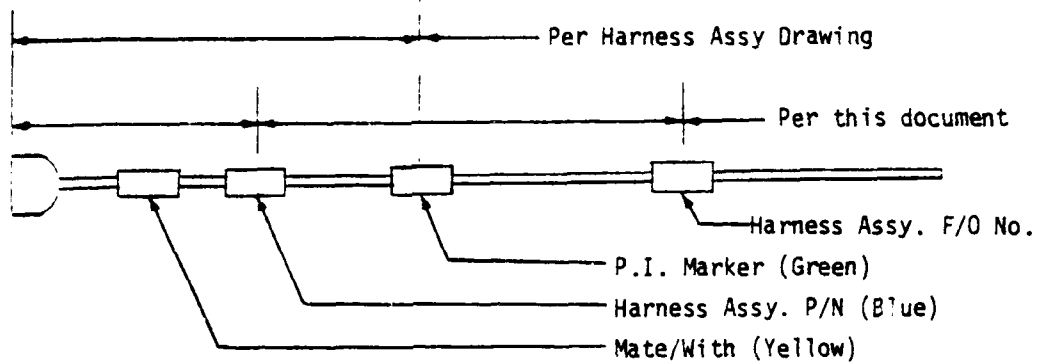 Per Harness Assy Drawing
Per this document
Harness Assy. F/O No.
P.I. Marker (Green)
Harness Assy. P/N (Blue)
Mate/With (Yellow)